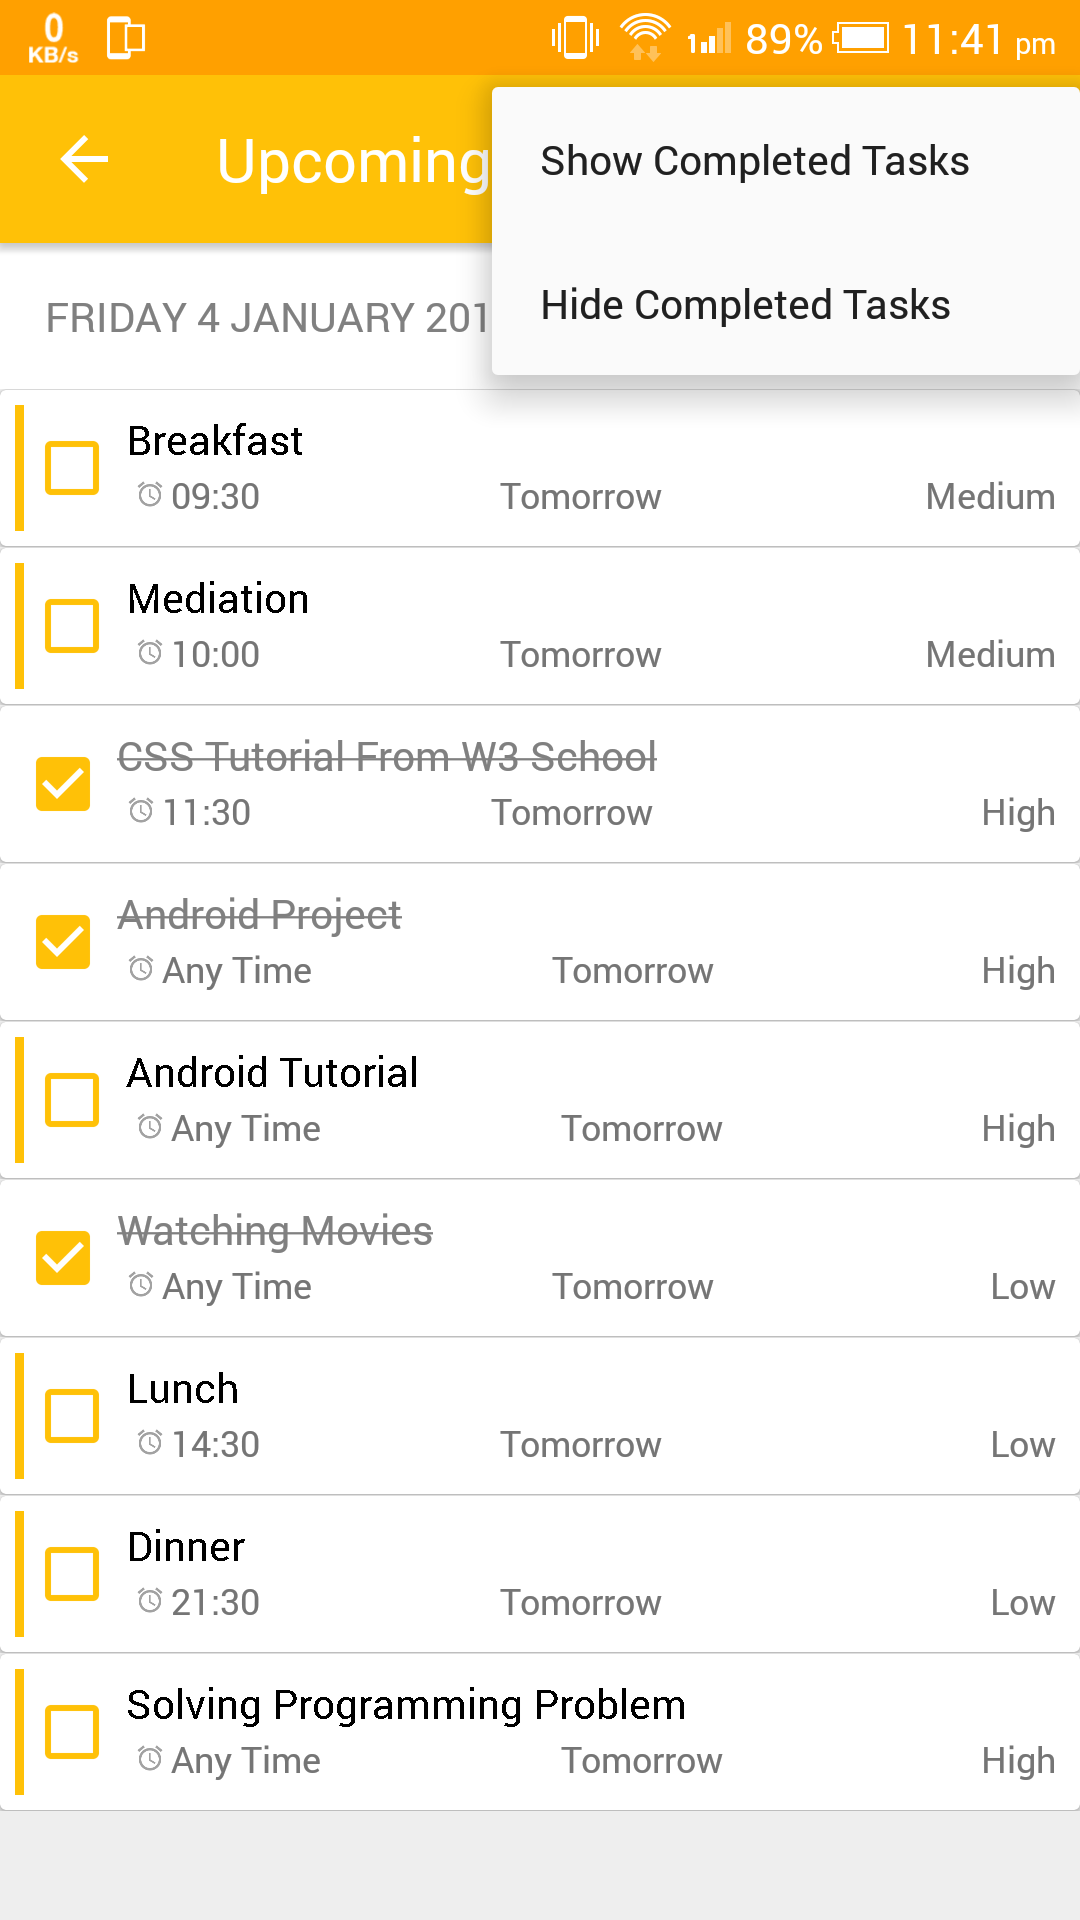 0
KB/s
1 89% 11:41 pm
Upcoming
Show Completed Tasks
Hide Completed Tasks
FRIDAY 4 JANUARY 201
Breakfast
09:30 Tomorrow Medium
Mediation
10:00 Tomorrow Medium
CSS Tutorial From W3 School
11:30 Tomorrow High
Android Project
Any Time Tomorrow High
Android Tutorial
Any Time Tomorrow High
Watching Movies
Any Time Tomorrow Low
Lunch
14:30 Tomorrow Low
Dinner
21:30 Tomorrow Low
Solving Programming Problem
Any Time Tomorrow High